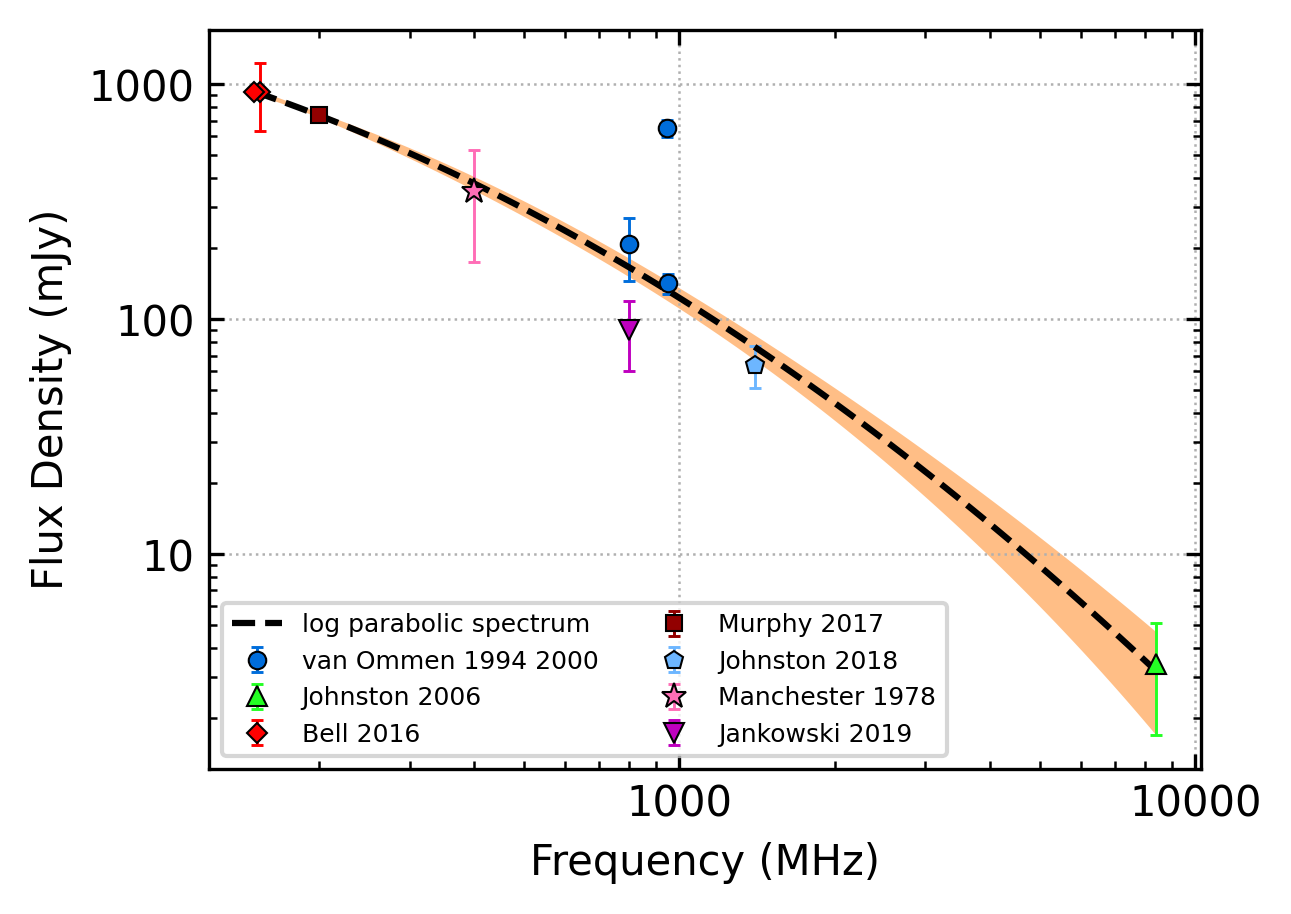 1000
100
10
Flux Density (mJy)
log parabolic spectrum
van Ommen 1994 2000
Johnston 2006
Bell 2016
Murphy 2017
Johnston 2018
Manchester 1978
Jankowski 2019
1000
10000
Frequency (MHz)